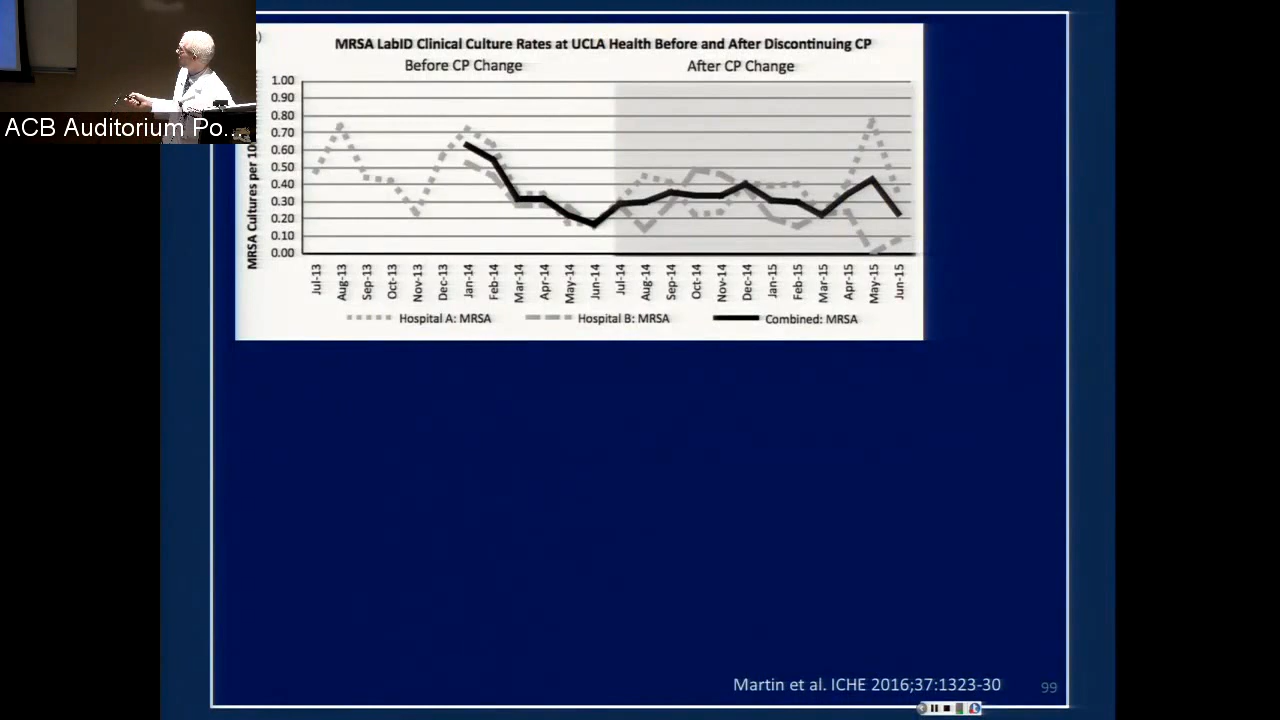 ACB Auditorium Po...
MRSA LabID Clinical Culture Rates at UCLA Health Before and After Discontinuing CP
Before CP Change
After CP Change
MRSA Cultures per
1.00
0.90
0.80
0.70
0.60
0.50
0.40
0.30
0.20
0.10
0.00
Jul-13
Aug-13
Sep-13
Oct-13
Nov-13
Dec-13
Jan-14
Feb-14
Mar-14
Apr-14
May-14
Jun-14
Jul-14
Aug-14
Sep-14
Oct-14
Nov-14
Dec-14
Jan-15
Feb-15
Mar-15
Apr-15
May-15
Jun-15
Hospital A: MRSA
Hospital B: MRSA
Combined: MRSA
Martin et al. ICHE 2016;37:1323-30
99